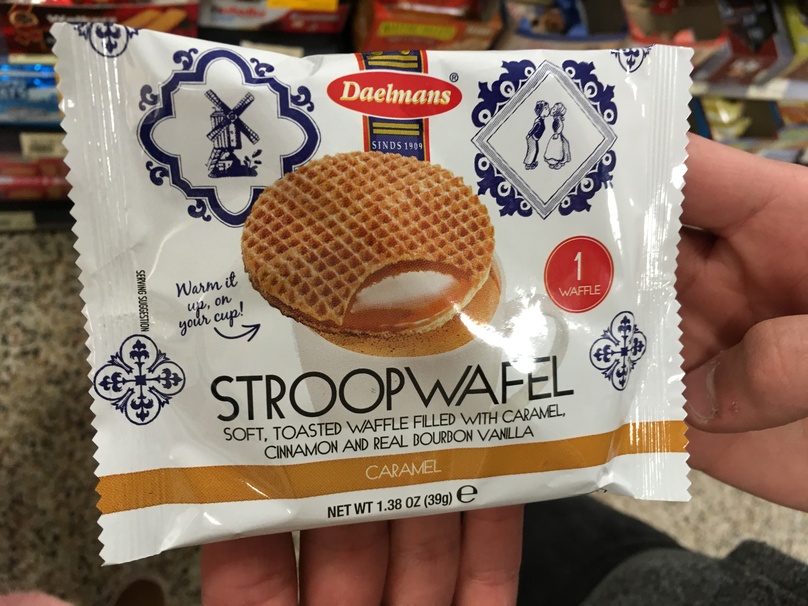 Daelmans®
SINDS 1909
1
WAFFLE
SERVING SUGGESTION
Warm it
up, on
your cup!
STROOPWAFEL
SOFT, TOASTED WAFFLE FILLED WITH CARAMEL,
CINNAMON AND REAL BOURBON VANILLA
CARAMEL
NET WT 1.38 OZ (39g) ℮